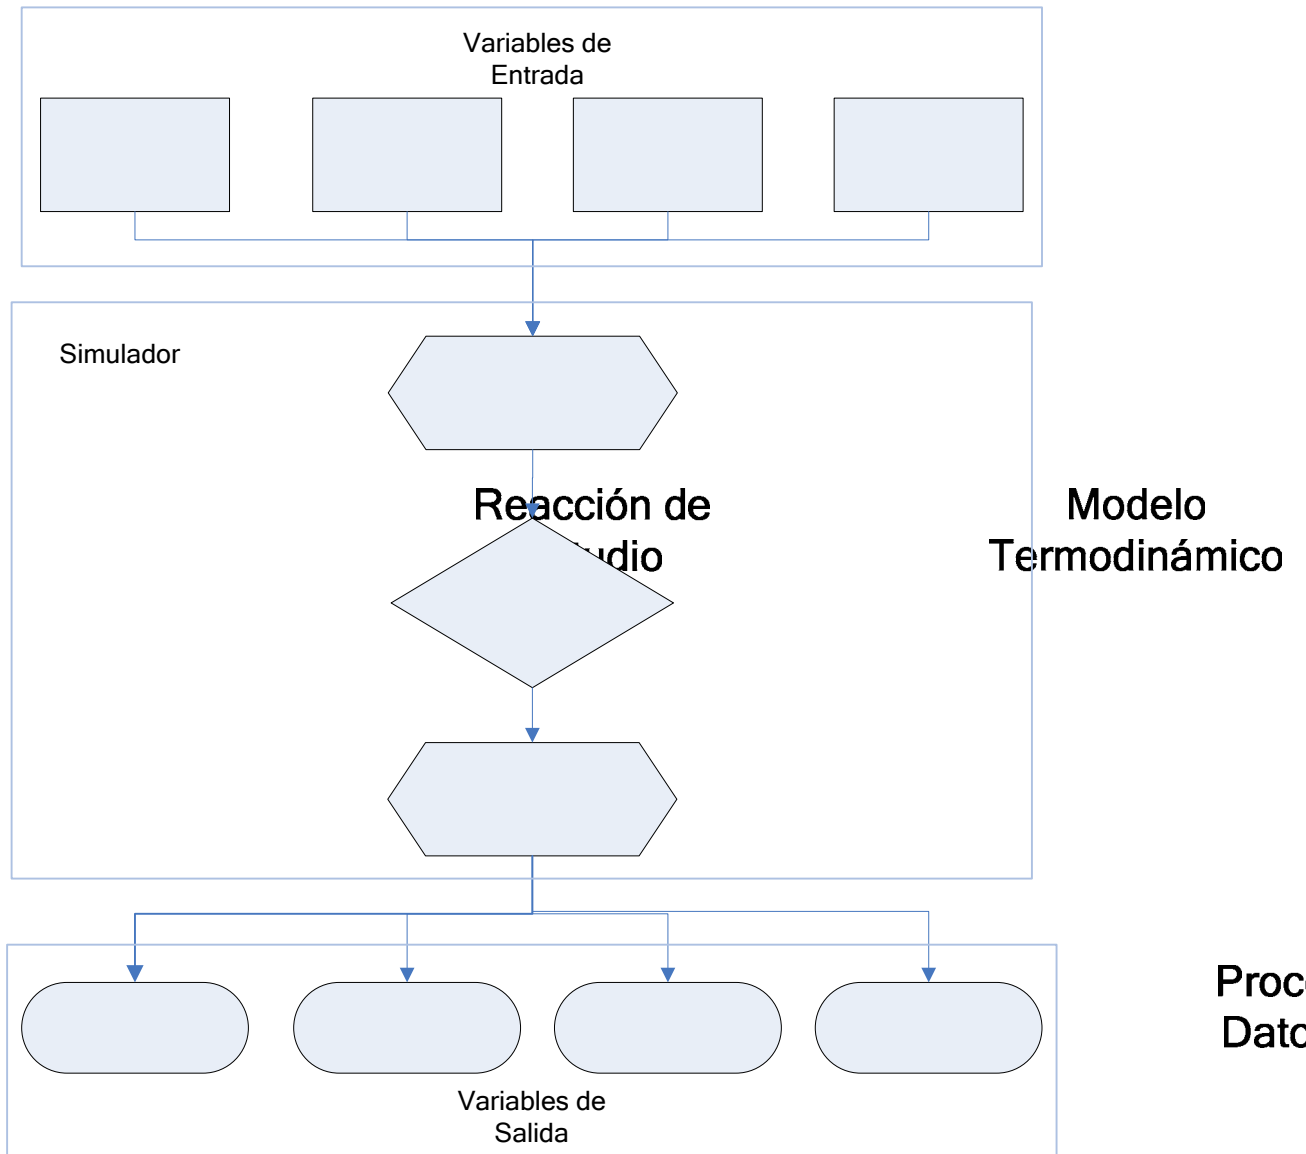 Variables de
Entrada
Simulador
Reacción de
Modelo
Termodinámico
Variables de
Salida